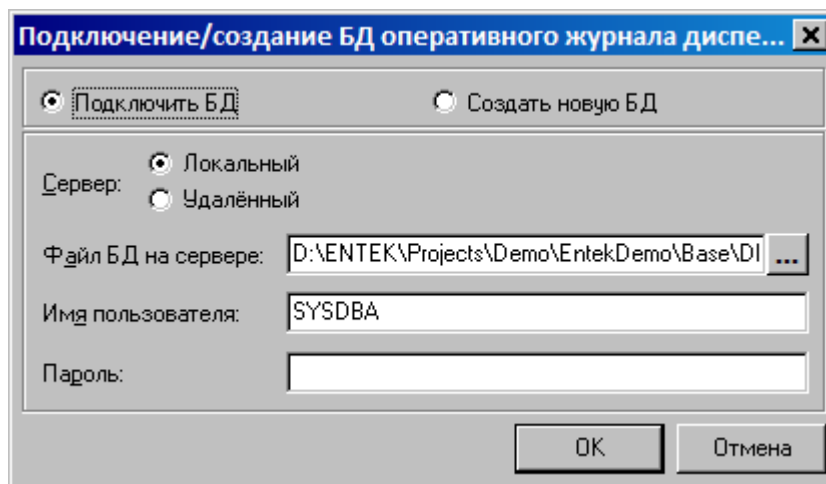 Подключение/создание БД оперативного журнала диспе...
Подключить БД Создать новую БД
Сервер: Локальный
Удалённый
Файл БД на сервере: D:\ENTEK\Projects\Demo\EntekDemo\Base\DI ...
Имя пользователя: SYSDBA
Пароль:
OK Отмена